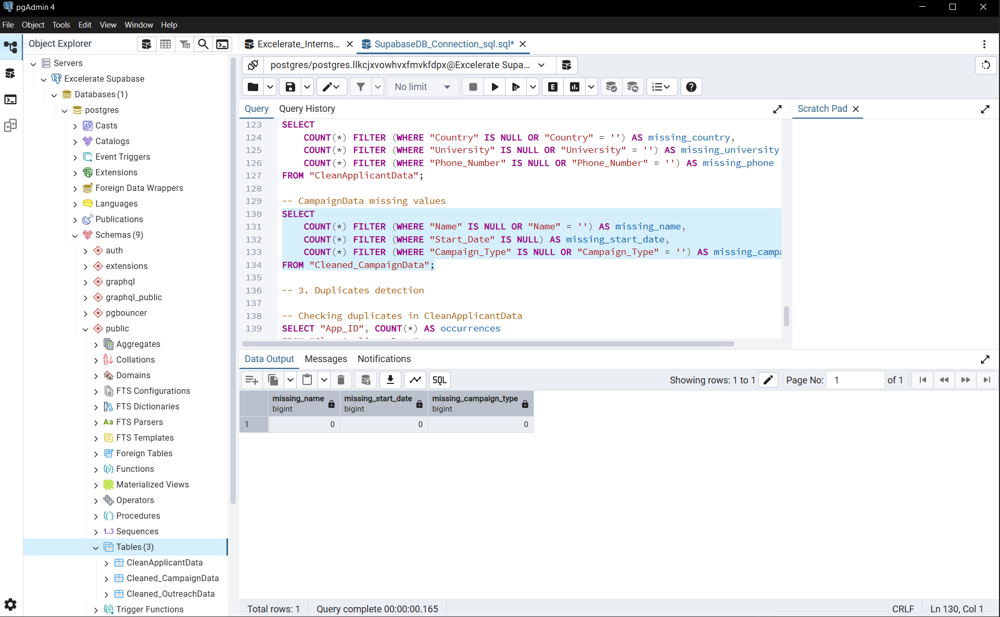 pgAdmin 4
File Object Tools Edit View Window Help
Object Explorer
Servers
Excelerate Supabase
Databases (1)
postgres
Casts
Catalogs
Event Triggers
Extensions
Foreign Data Wrappers
Languages
Publications
Schemas (9)
auth
extensions
graphql
graphql_public
pgbouncer
public
Aggregates
Collations
Domains
FTS Configurations
FTS Dictionaries
Aa FTS Parsers
FTS Templates
Foreign Tables
Functions
Materialized Views
Operators
Procedures
1..3 Sequences
Tables (3)
CleanApplicantData
Cleaned_CampaignData
Cleaned_OutreachData
Trigger Functions
Excelerate_Interns... SupabaseDB_Connection_sql.sql*
postgres/postgres.llkcjxvowhvxfmvkfdpx@Excelerate Supa...
No limit E
Query Query History
Scratch Pad
123 SELECT
124 COUNT(*) FILTER (WHERE "Country" IS NULL OR "Country" = '') AS missing_country,
125 COUNT(*) FILTER (WHERE "University" IS NULL OR "University" = '') AS missing_university,
126 COUNT(*) FILTER (WHERE "Phone_Number" IS NULL OR "Phone_Number" = '') AS missing_phone
127 FROM "CleanApplicantData";
128
129 -- CampaignData missing values
130 SELECT
131 COUNT(*) FILTER (WHERE "Name" IS NULL OR "Name" = '') AS missing_name,
132 COUNT(*) FILTER (WHERE "Start_Date" IS NULL) AS missing_start_date,
133 COUNT(*) FILTER (WHERE "Campaign_Type" IS NULL OR "Campaign_Type" = '') AS missing_campa
134 FROM "Cleaned_CampaignData";
135
136 -- 3. Duplicates detection
137
138 -- Checking duplicates in CleanApplicantData
139 SELECT "App_ID", COUNT(*) AS occurrences
Data Output Messages Notifications
SQL Showing rows: 1 to 1 Page No: 1 of 1
missing_name missing_start_date missing_campaign_type
bigint bigint bigint
1 0 0 0
Total rows: 1 Query complete 00:00:00.165 CRLF Ln 130, Col 1